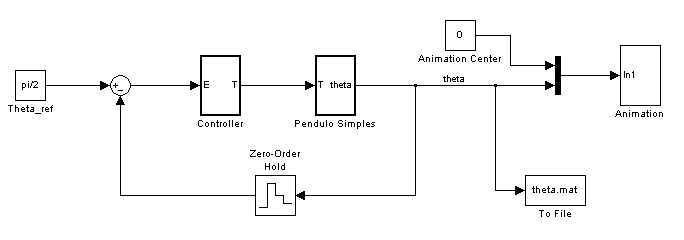 0
Animation Center
pi/2
Theta_ref
+
−
E T
Controller
T theta
Pendulo Simples
theta
In1
Animation
Zero-Order
Hold
theta.mat
To File